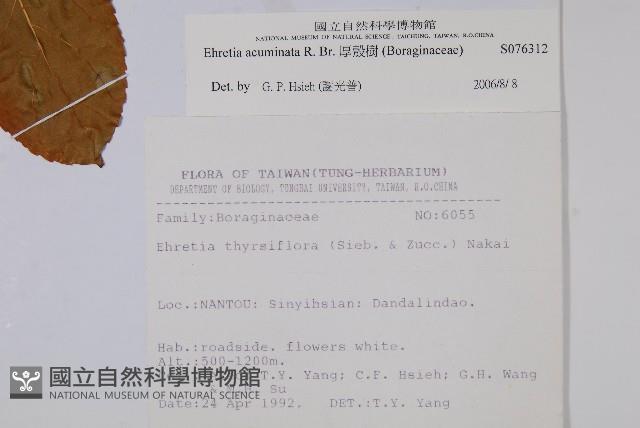 國立自然科學博物館
NATIONAL MUSEUM OF NATURAL SCIENCE, TAICHUNG, TAIWAN, R.O.CHINA
Ehretia acuminata R. Br. 厚殼樹 (Boraginaceae) S076312
Det. by G. P. Hsieh (謝光普) 2006/8/8
FLORA OF TAIWAN(TUNG-HERBARIUM)
DEPARTMENT OF BIOLOGY, TUNGHAI UNIVERSITY, TAIWAN, R.O.CHINA
Family:Boraginaceae NO:6055
Ehretia thyrsiflora (Sieb. & Zucc.) Nakai
Loc.:NANTOU: Sinyihsian: Dandalindao.
Hab.:roadside. flowers white.
Alt.:500-1200m.
T.Y. Yang; C.F. Hsieh; G.H. Wang
& Su
Date:24 Apr 1992. DET.:T.Y. Yang
國立自然科學博物館
NATIONAL MUSEUM OF NATURAL SCIENCE